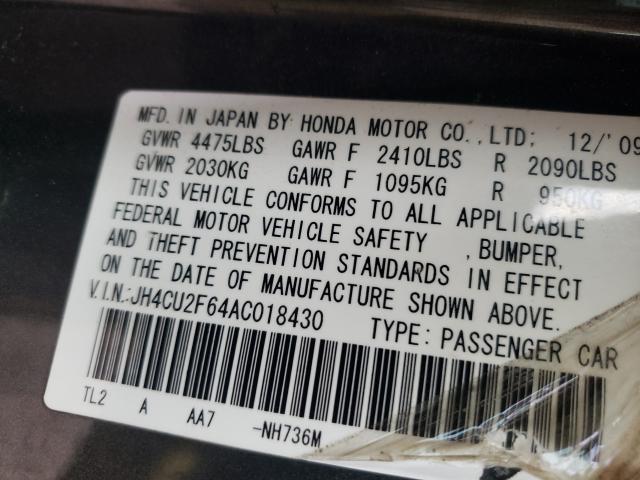 MFD. IN JAPAN BY HONDA MOTOR CO.,LTD; 12/'09
GVWR 4475LBS GAWR F 2410LBS R 2090LBS
GVWR 2030KG GAWR F 1095KG R 950KG
THIS VEHICLE CONFORMS TO ALL APPLICABLE
FEDERAL MOTOR VEHICLE SAFETY , BUMPER,
AND THEFT PREVENTION STANDARDS IN EFFECT
ON THE DATE OF MANUFACTURE SHOWN ABOVE.
V.I.N.:JH4CU2F64AC018430 TYPE: PASSENGER CAR
TL2 A AA7 -NH736M